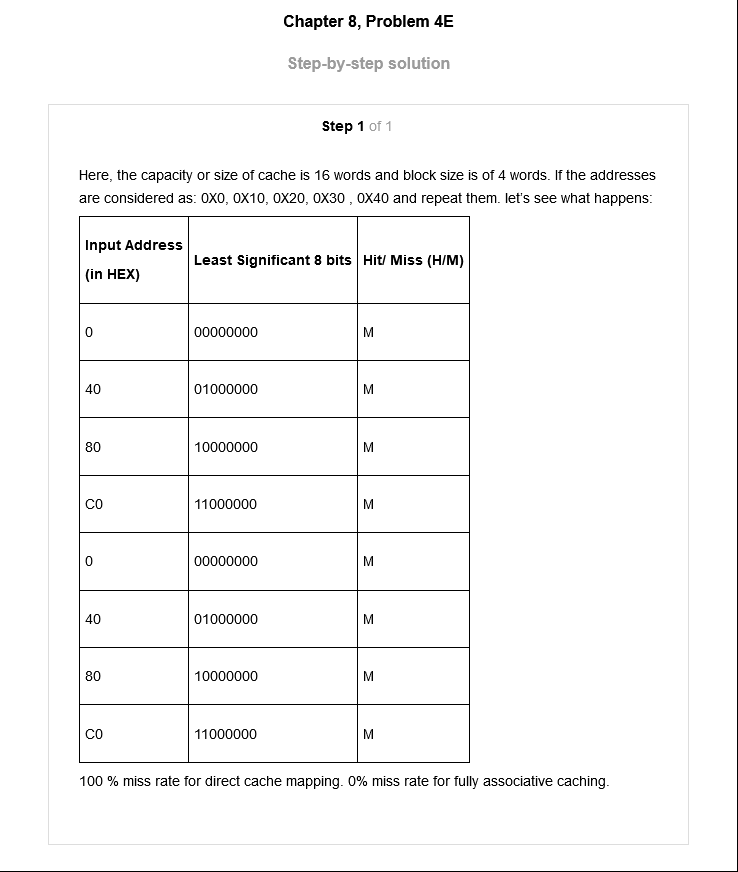 Chapter 8, Problem 4E
Step-by-step solution
Step 1 of 1
Here, the capacity or size of cache is 16 words and block size is of 4 words. If the addresses
are considered as: 0X0, 0X10, 0X20, 0X30 , 0X40 and repeat them. let's see what happens:
Input Address (in HEX) Least Significant 8 bits Hit/ Miss (H/M)
0 00000000 M
40 01000000 M
80 10000000 M
C0 11000000 M
0 00000000 M
40 01000000 M
80 10000000 M
C0 11000000 M
100 % miss rate for direct cache mapping. 0% miss rate for fully associative caching.